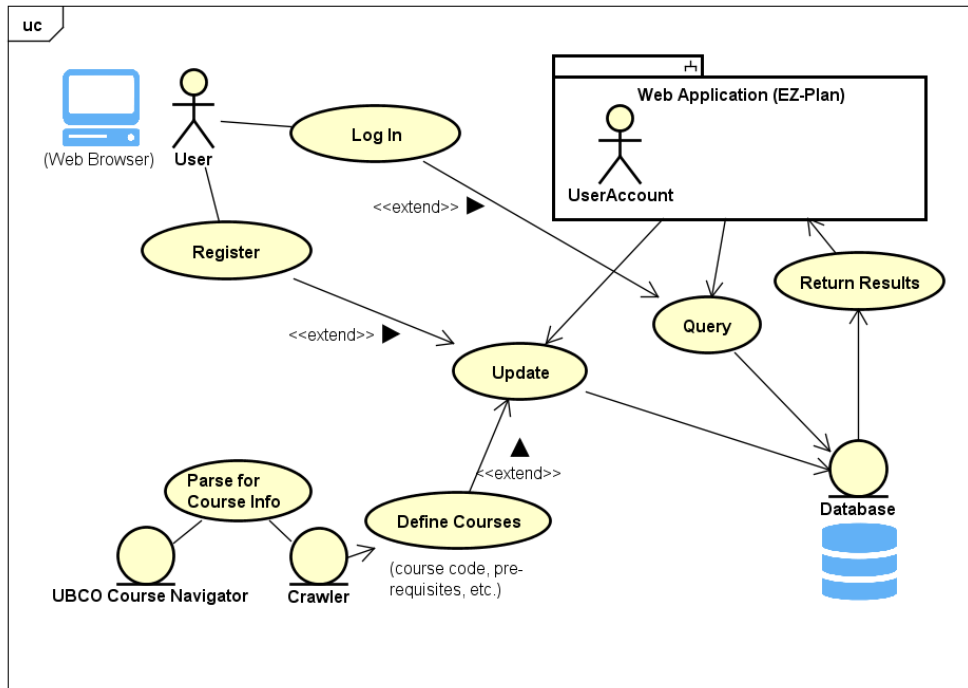 uc
Web Application (EZ-Plan)
UserAccount
(Web Browser)
User
Log In
<<extend>>
Register
Return Results
<<extend>>
Query
Update
<<extend>>
Parse for
Course Info
Define Courses
Database
UBCO Course Navigator
Crawler
(course code, pre-
requisites, etc.)